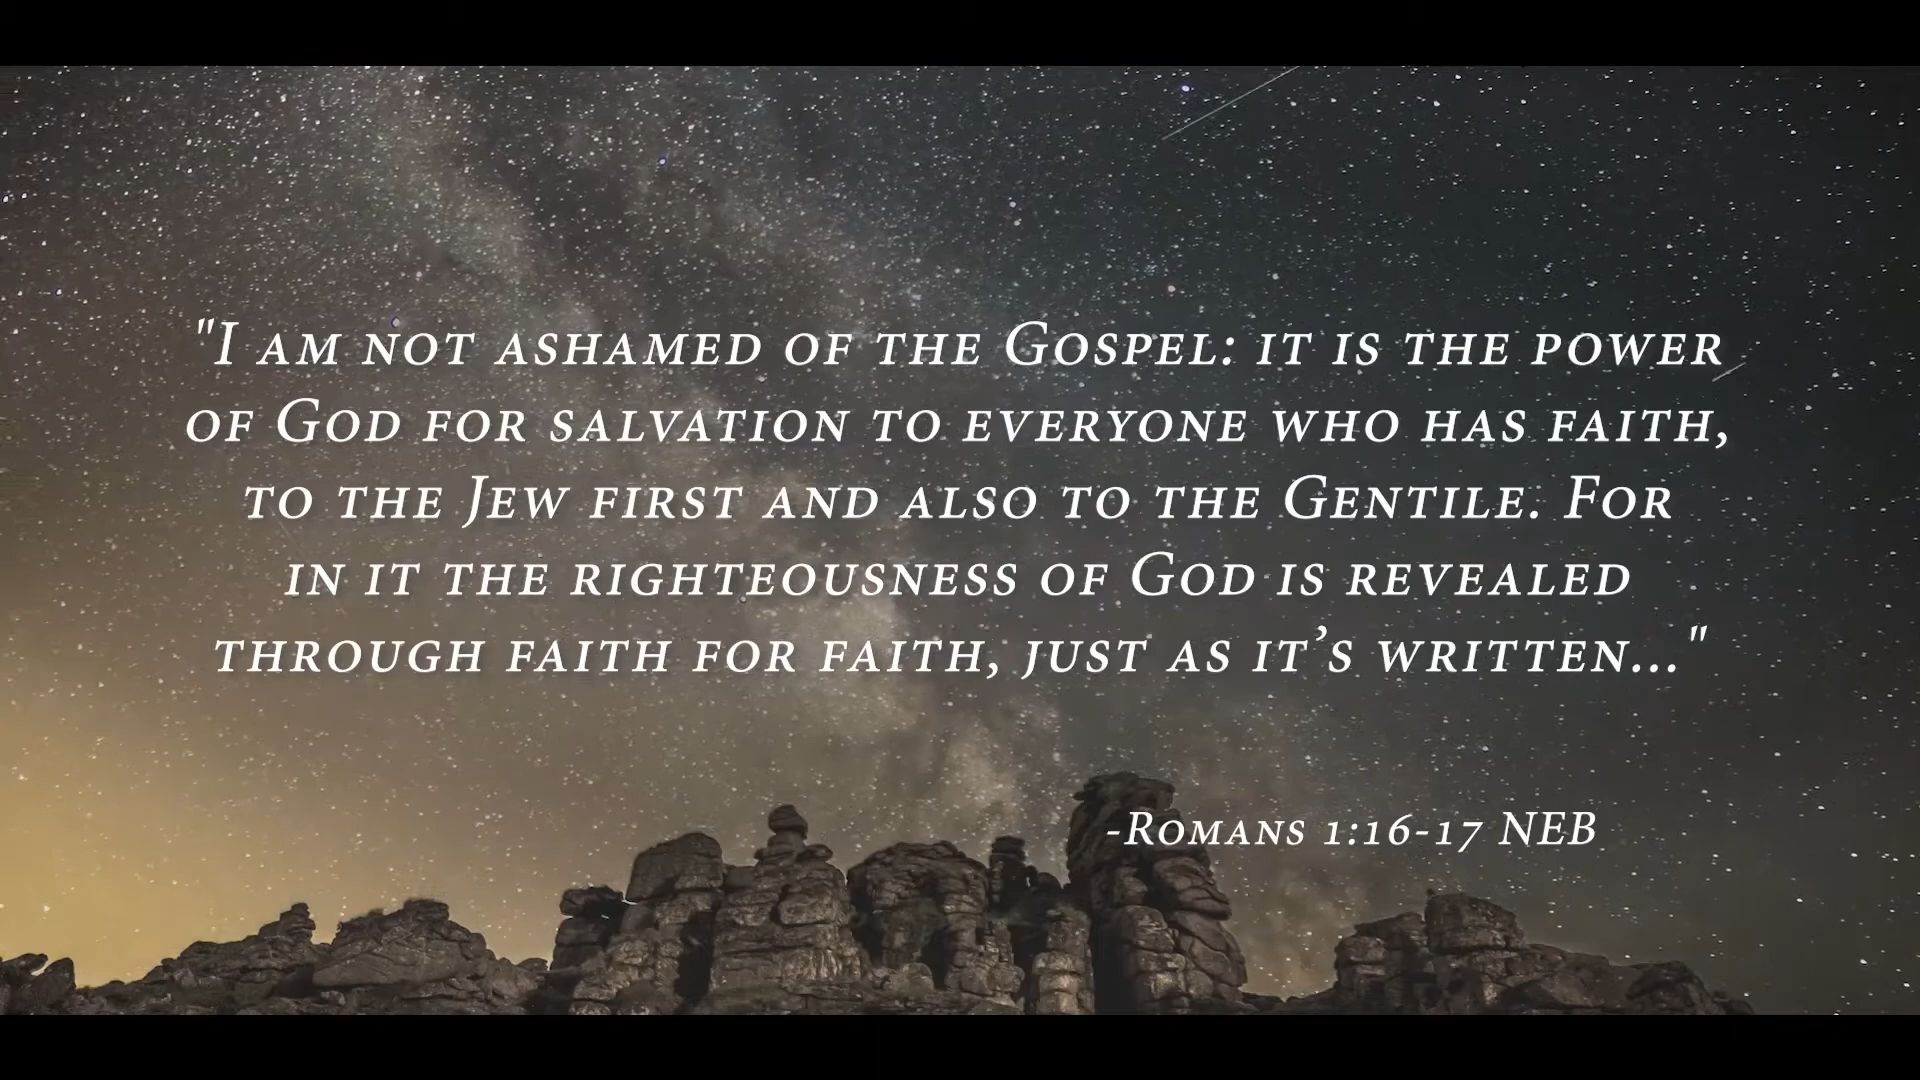 "I am not ashamed of the Gospel: it is the power
of God for salvation to everyone who has faith,
to the Jew first and also to the Gentile. For
in it the righteousness of God is revealed
through faith for faith, just as it’s written..."
-Romans 1:16-17 NEB